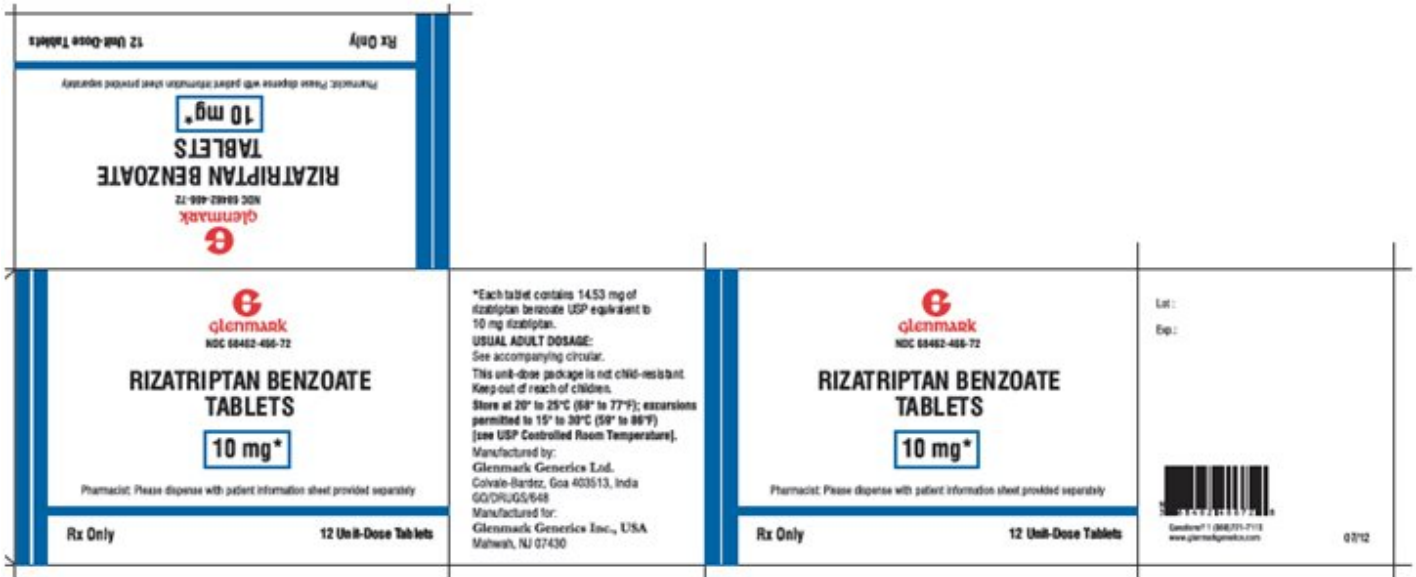 12 Unit-Dose Tablets
Rx Only
Pharmacist: Please dispense with patient information sheet provided separately
10 mg*
RIZATRIPTAN BENZOATE
TABLETS
NDC 68462-466-72
glenmark
glenmark
NDC 68462-466-72
RIZATRIPTAN BENZOATE
TABLETS
10 mg*
Pharmacist: Please dispense with patient information sheet provided separately
Rx Only
12 Unit-Dose Tablets
*Each tablet contains 14.53 mg of
rizatriptan benzoate USP equivalent to
10 mg rizatriptan.
USUAL ADULT DOSAGE:
See accompanying circular.
This unit-dose package is not child-resistant.
Keep out of reach of children.
Store at 20° to 25°C (68° to 77°F); excursions
permitted to 15° to 30°C (59° to 86°F)
[see USP Controlled Room Temperature].
Manufactured by:
Glenmark Generics Ltd.
Colvale-Bardez, Goa 403513, India
GO/DRUGS/648
Manufactured for:
Glenmark Generics Inc., USA
Mahwah, NJ 07430
glenmark
NDC 68462-466-72
RIZATRIPTAN BENZOATE
TABLETS
10 mg*
Pharmacist: Please dispense with patient information sheet provided separately
Rx Only
12 Unit-Dose Tablets
Lot :
Exp.:
Questions? 1 (888)721-7115
www.glenmarkgenerics.com
07/12